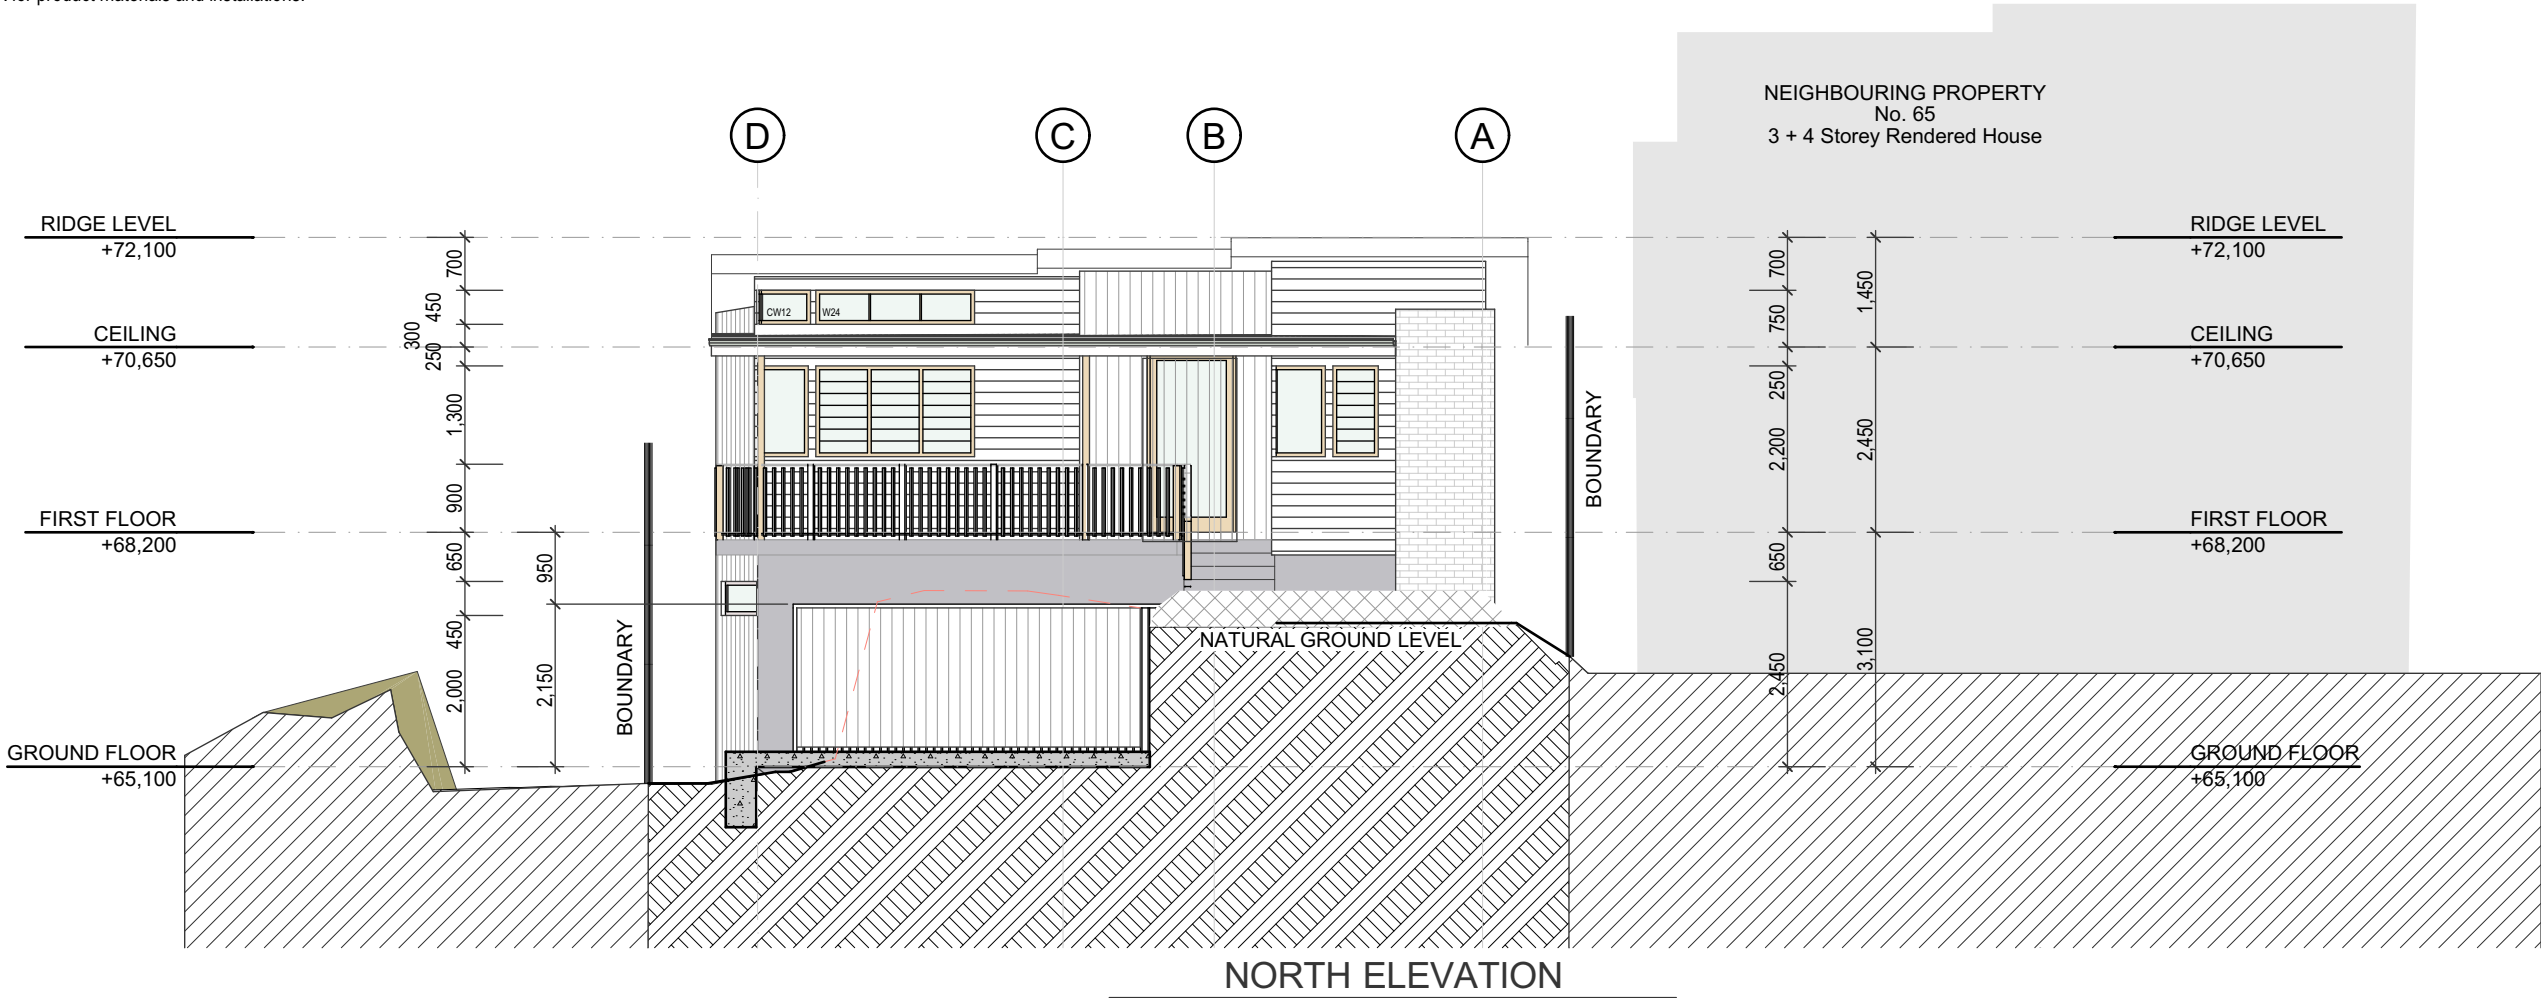 product materials and installations.
D
C
B
A
NEIGHBOURING PROPERTY
No. 65
3 + 4 Storey Rendered House
RIDGE LEVEL
+72,100
CEILING
+70,650
FIRST FLOOR
+68,200
GROUND FLOOR
+65,100
700
450
300
250
1,300
900
650
450
2,000
950
2,150
BOUNDARY
CW12
W24
NATURAL GROUND LEVEL
BOUNDARY
700
750
250
2,200
650
2,450
1,450
2,450
3,100
RIDGE LEVEL
+72,100
CEILING
+70,650
FIRST FLOOR
+68,200
GROUND FLOOR
+65,100
NORTH ELEVATION